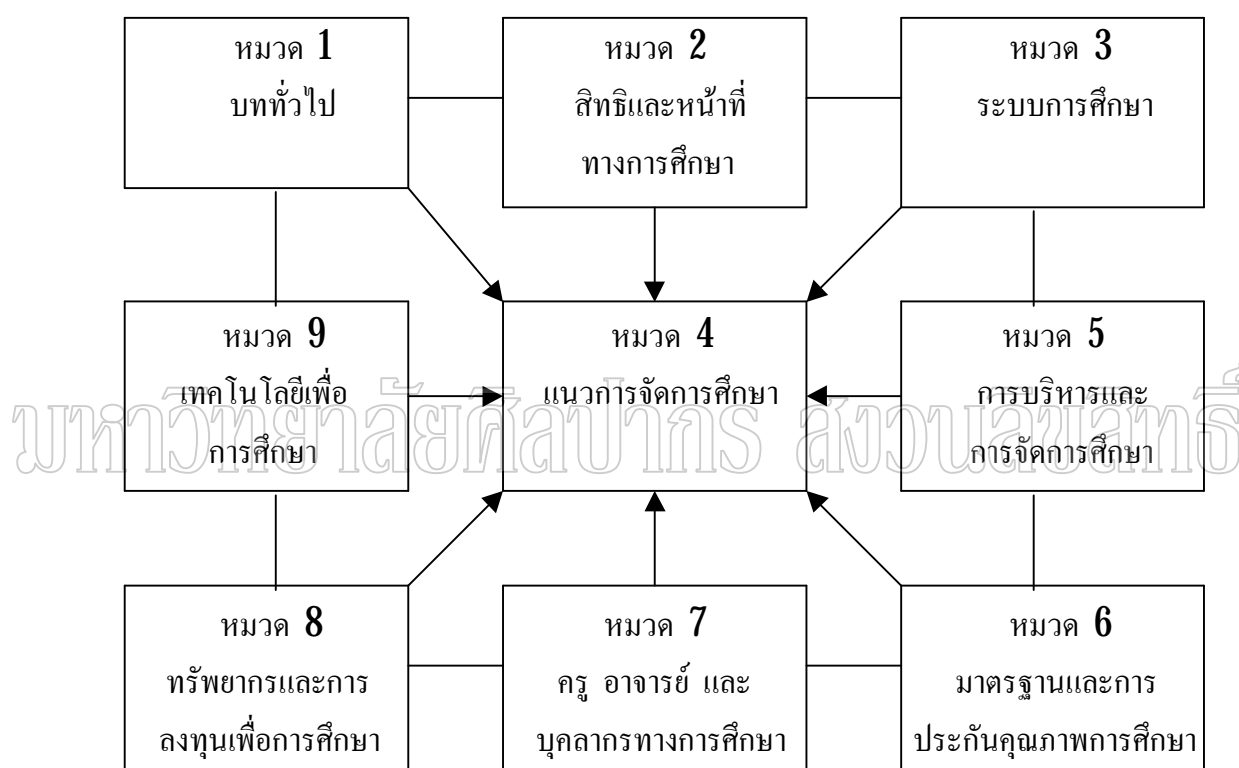 หมวด 1
บททั่วไป
หมวด 2
สิทธิและหน้าที่
ทางการศึกษา
หมวด 3
ระบบการศึกษา
หมวด 9
เทคโนโลยีเพื่อ
การศึกษา
หมวด 4
แนวการจัดการศึกษา
หมวด 5
การบริหารและ
การจัดการศึกษา
มหาวิทยาลัยศิลปากร สงวนลิขสิทธิ์
หมวด 8
ทรัพยากรและการ
ลงทุนเพื่อการศึกษา
หมวด 7
ครู อาจารย์ และ
บุคลากรทางการศึกษา
หมวด 6
มาตรฐานและการ
ประกันคุณภาพการศึกษา